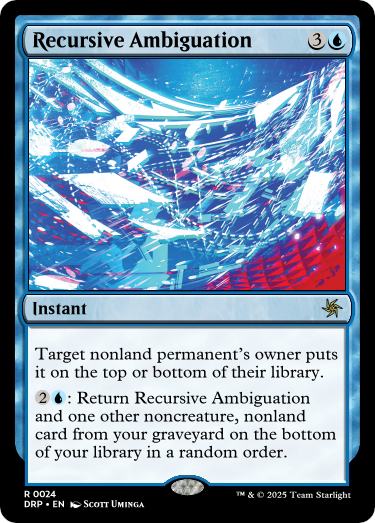 Recursive Ambiguation 3
Instant
Target nonland permanent's owner puts
it on the top or bottom of their library.
2: Return Recursive Ambiguation
and one other noncreature, nonland
card from your graveyard on the bottom
of your library in a random order.
R 0024
DRP • EN Scott Uminga
™ & © 2025 Team Starlight